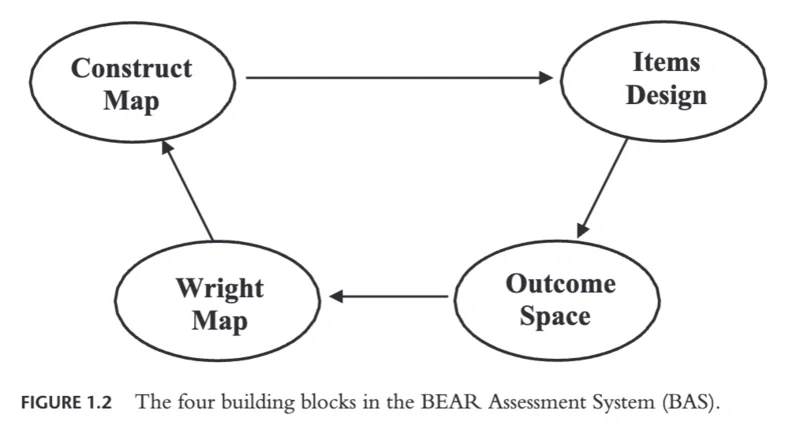 Construct
Map
Items
Design
Wright
Map
Outcome
Space
FIGURE 1.2 The four building blocks in the BEAR Assessment System (BAS).